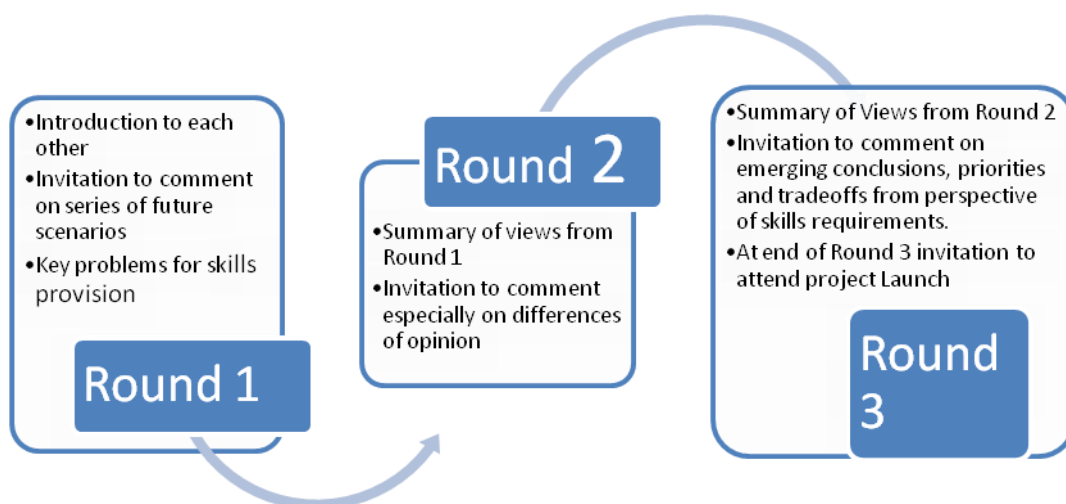 •Introduction to each
other
•Invitation to comment
on series of future
scenarios
•Key problems for skills
provision
Round 1
Round 2
•Summary of views from
Round 1
•Invitation to comment
especially on differences
of opinion
•Summary of Views from Round 2
•Invitation to comment on
emerging conclusions, priorities
and tradeoffs from perspective
of skills requirements.
•At end of Round 3 invitation to
attend project Launch
Round
3